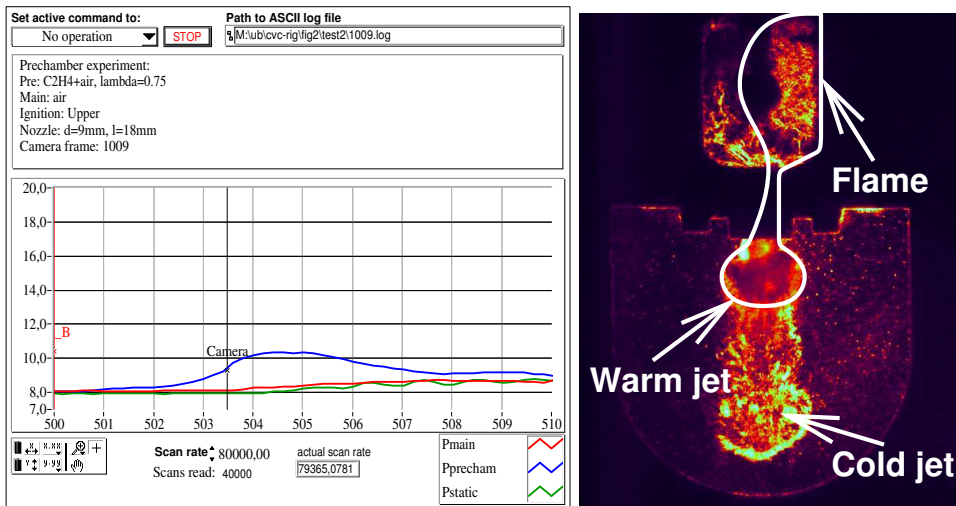 Set active command to:
No operation
STOP
Path to ASCII log file
M:\ub\cvc-rig\fig2\test2\1009.log
Prechamber experiment:
Pre: C2H4+air, lambda=0.75
Main: air
Ignition: Upper
Nozzle: d=9mm, l=18mm
Camera frame: 1009
20,0
18,0
16,0
14,0
12,0
10,0
8,0
7,0
_B
Camera
500 501 502 503 504 505 506 507 508 509 510
X x.xx
Y y.yy
Scan rate 80000,00
Scans read: 40000
actual scan rate
79365,0781
Pmain
Pprecham
Pstatic
Flame
Warm jet
Cold jet